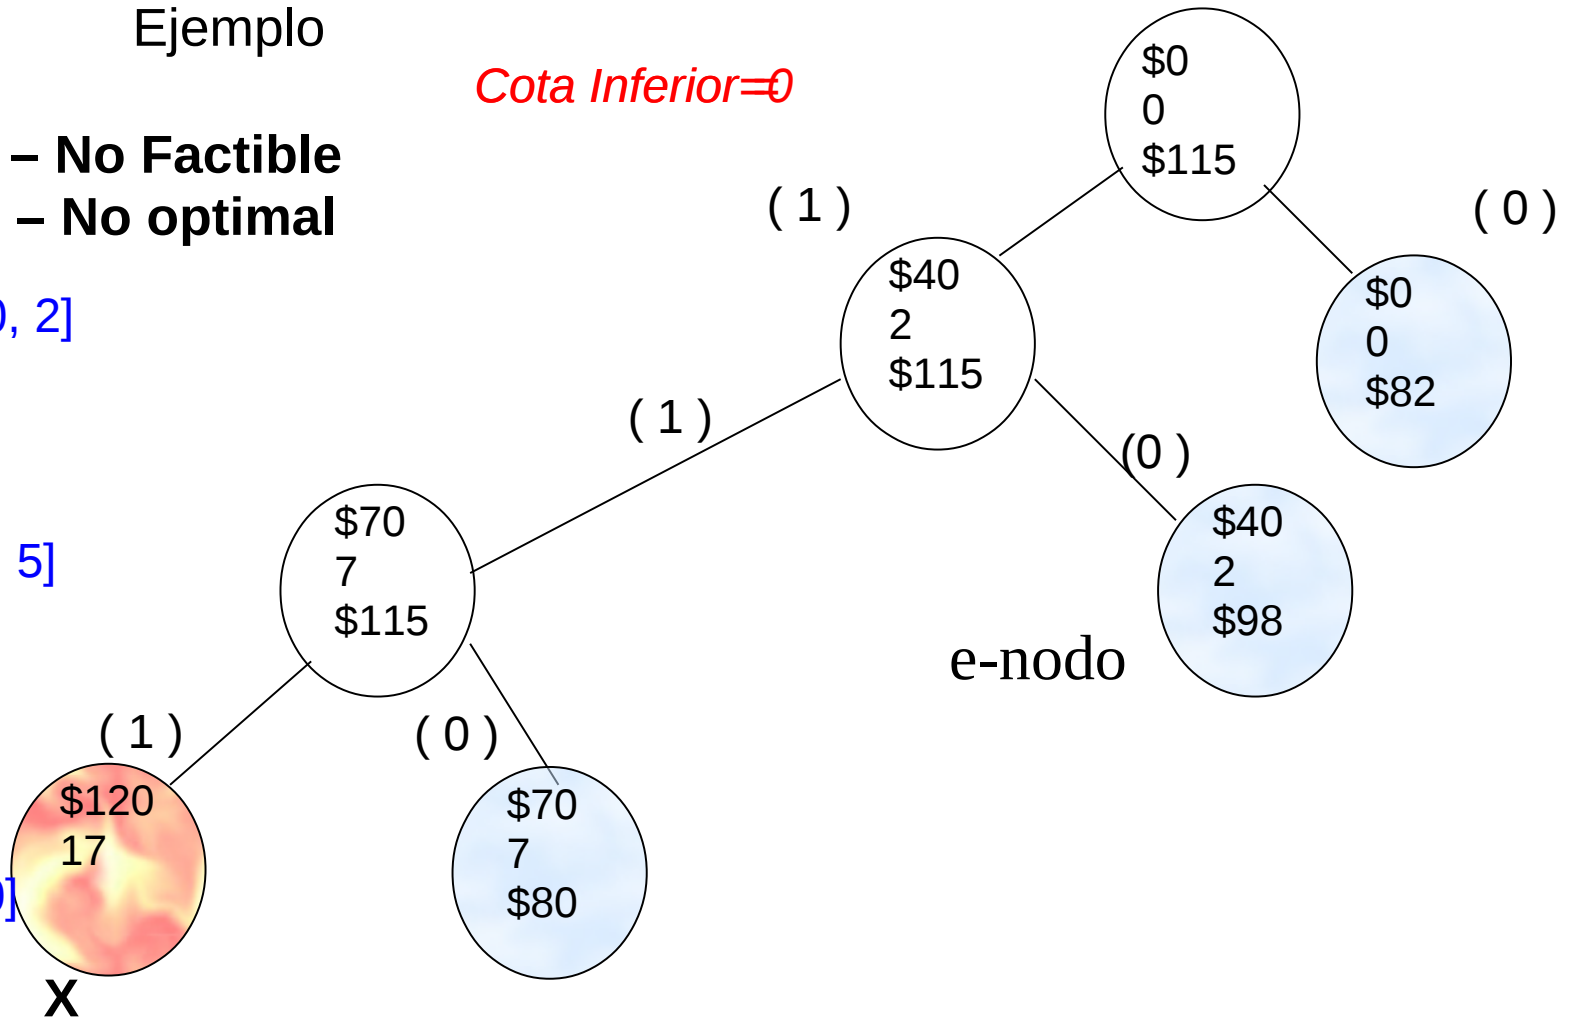 Ejemplo
Cota Inferior=0
– No Factible
– No optimal
$0
0
$115
( 1 )
( 0 )
$40
2
$115
$0
0
$82
, 2]
( 1 )
(0 )
$70
7
$115
$40
2
$98
5]
e-nodo
( 1 )
( 0 )
$120
17
$70
7
$80
]
X